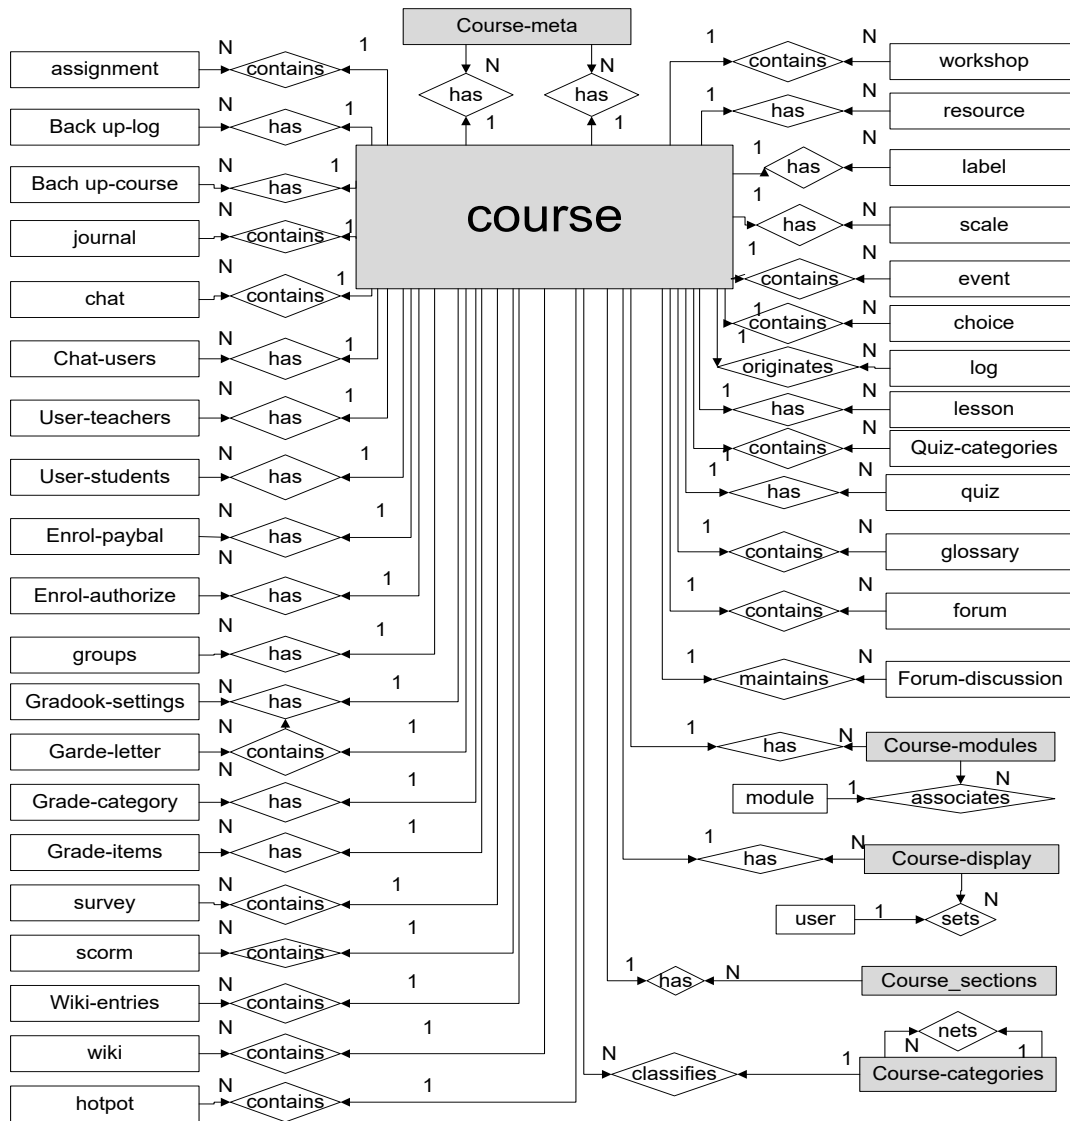 Course-meta
N N
has has
1 1
course
assignment N contains 1
Back up-log N has 1
Bach up-course N has 1
journal N contains 1
chat N contains 1
Chat-users N has 1
User-teachers N has 1
User-students N has 1
Enrol-paybal N has 1
Enrol-authorize N has 1
groups N has 1
Gradook-settings N has 1
Garde-letter N contains 1
Grade-category N has 1
Grade-items N has 1
survey N contains 1
scorm N contains 1
Wiki-entries N contains 1
wiki N contains 1
hotpot N contains 1
1 contains N workshop
1 has N resource
1 has N label
1 has N scale
1 contains N event
1 contains N choice
1 originates N log
has N lesson
1 contains N Quiz-categories
1 has N quiz
1 contains N glossary
1 contains N forum
1 maintains N Forum-discussion
1 has N Course-modules
module 1 associates N
1 has N Course-display
user 1 sets N
1 has N Course_sections
nets
N 1
N classifies 1 Course-categories